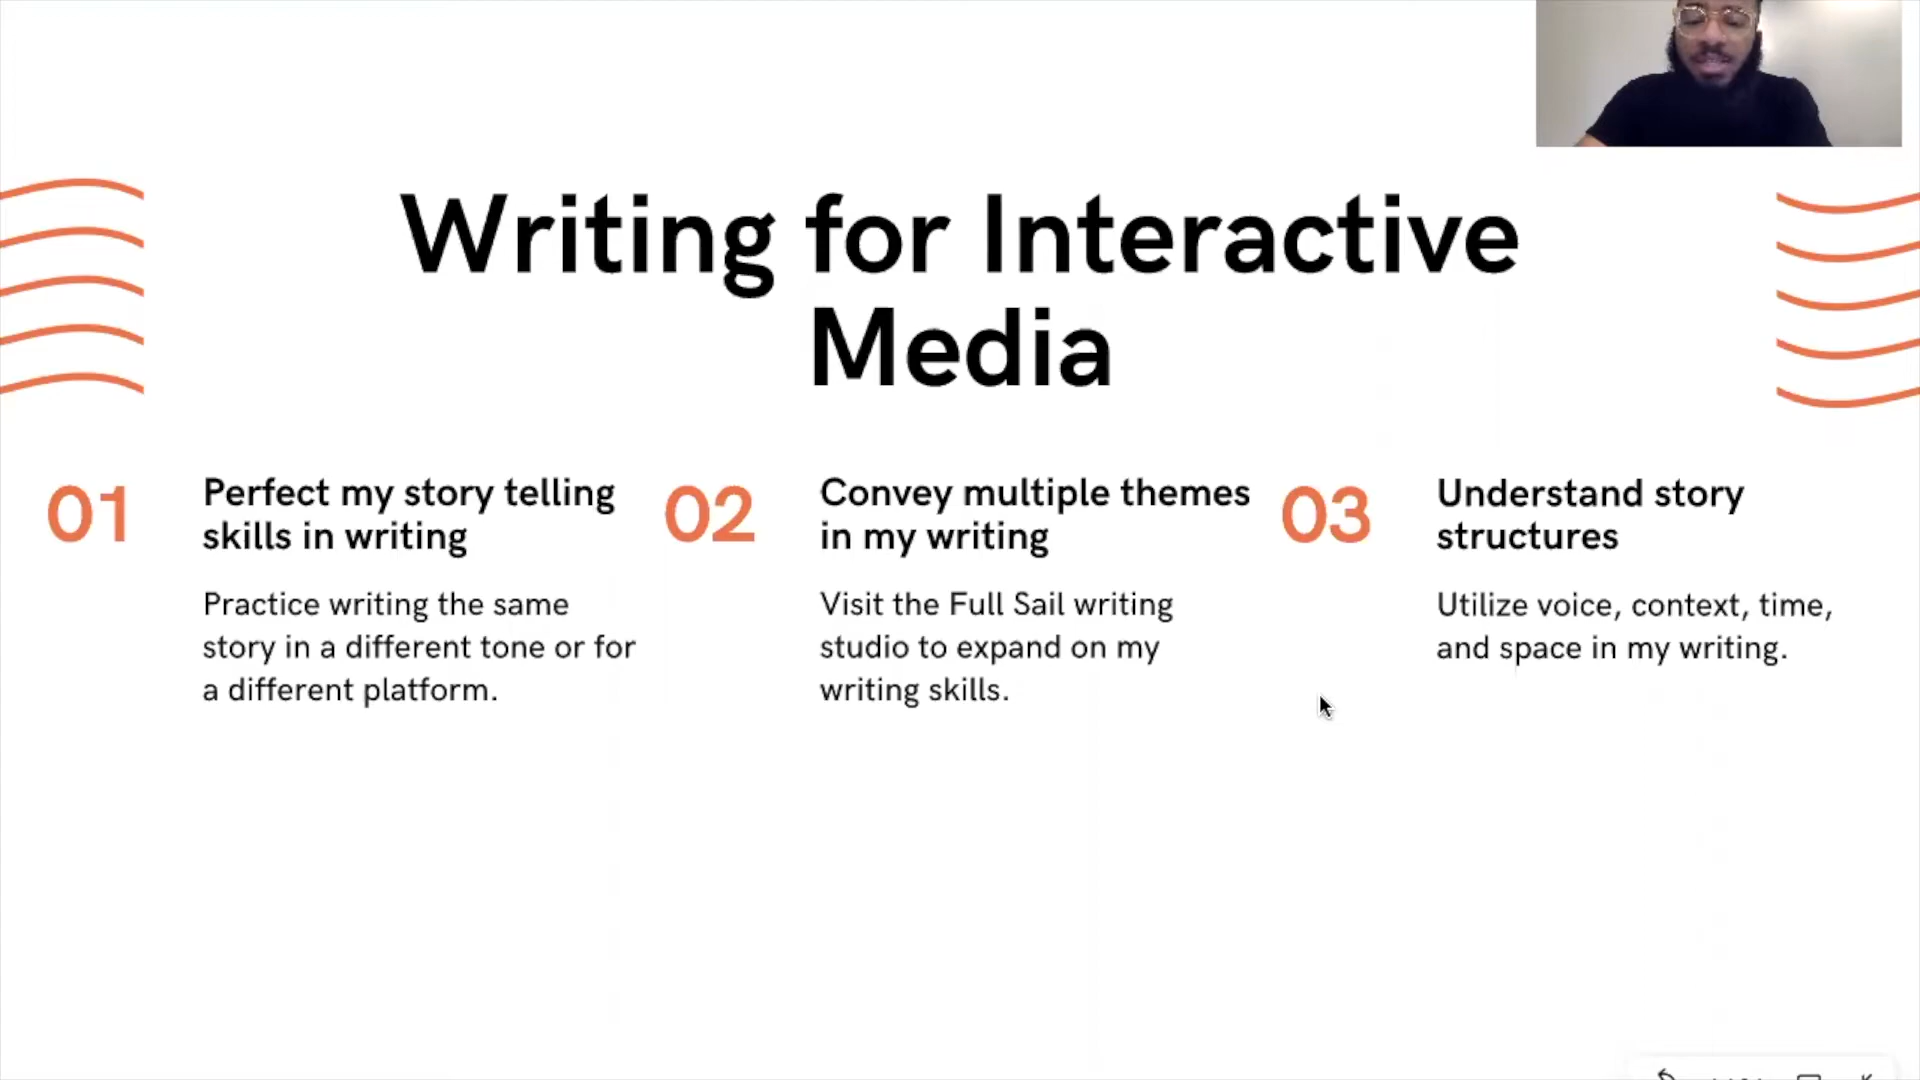 Writing for Interactive
Media
01
Perfect my story telling
skills in writing
Practice writing the same
story in a different tone or for
a different platform.
02
Convey multiple themes
in my writing
Visit the Full Sail writing
studio to expand on my
writing skills.
03
Understand story
structures
Utilize voice, context, time,
and space in my writing.